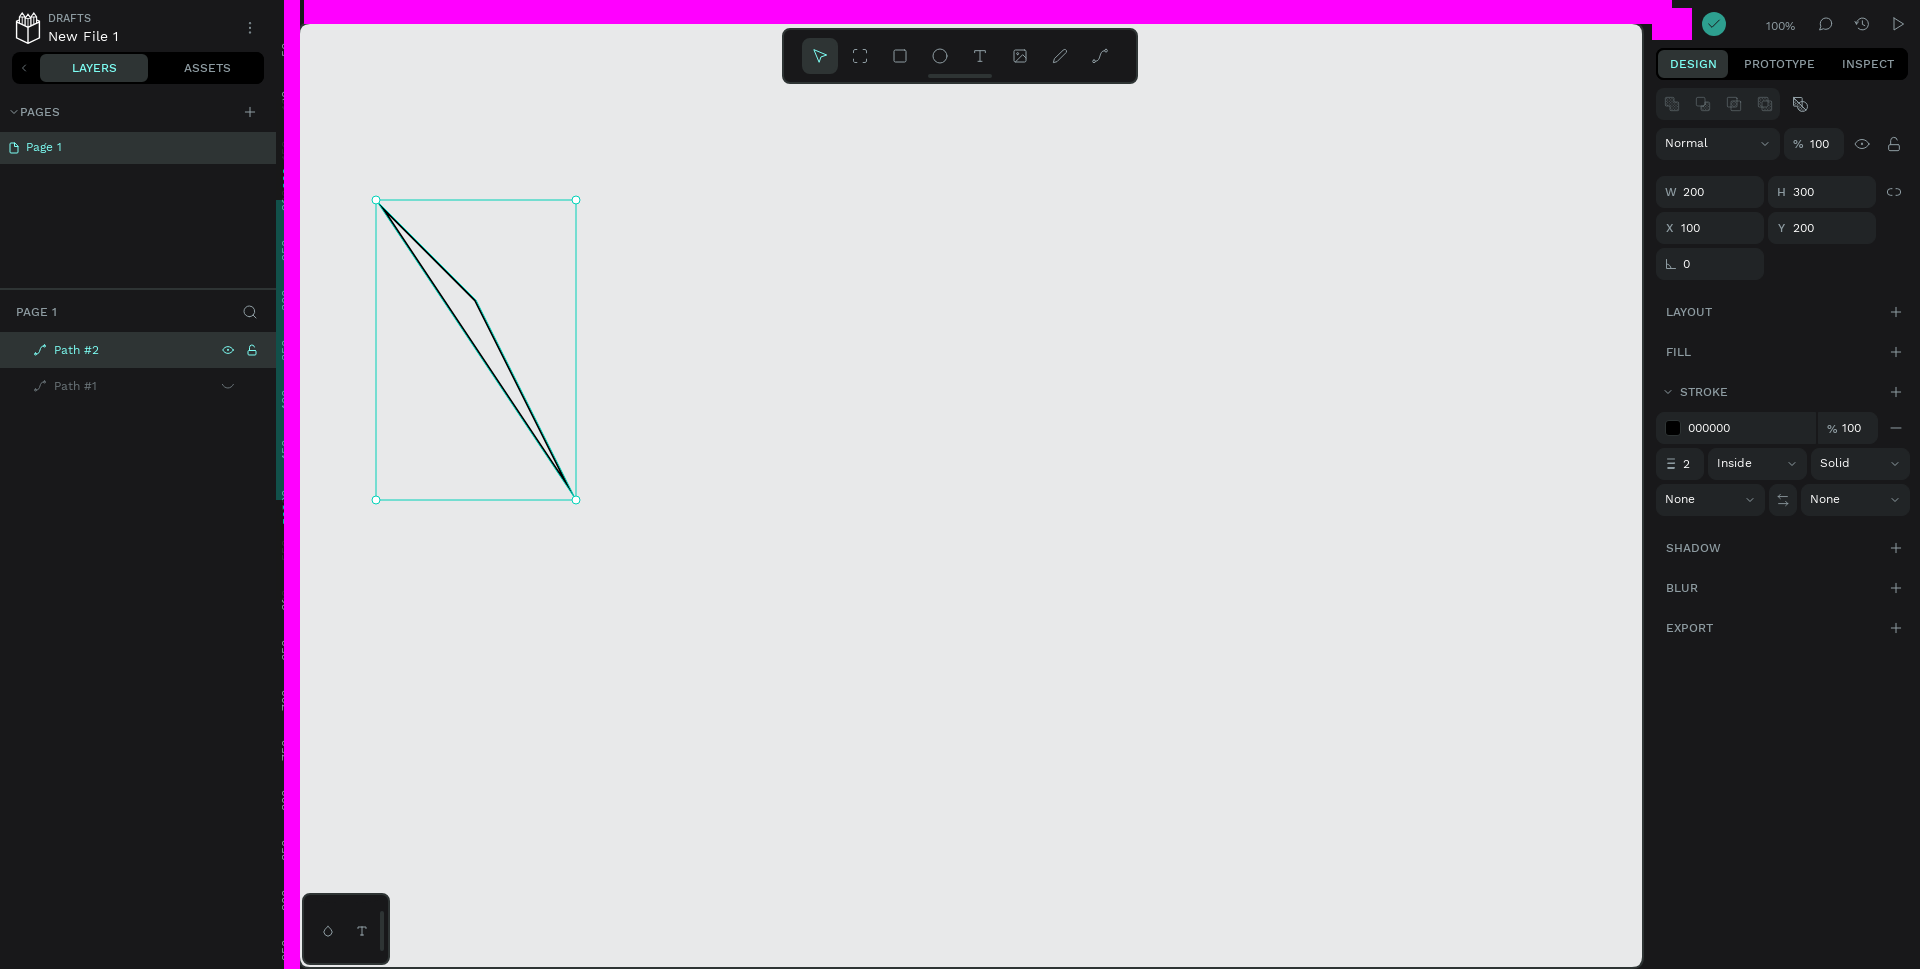 DRAFTS
New File 1
LAYERS
ASSETS
PAGES
Page 1
PAGE 1
Path #2
Path #1
100%
DESIGN
PROTOTYPE
INSPECT
Normal
% 100
W 200
H 300
X 100
Y 200
0
LAYOUT
FILL
STROKE
000000
% 100
2
Inside
Solid
None
None
SHADOW
BLUR
EXPORT